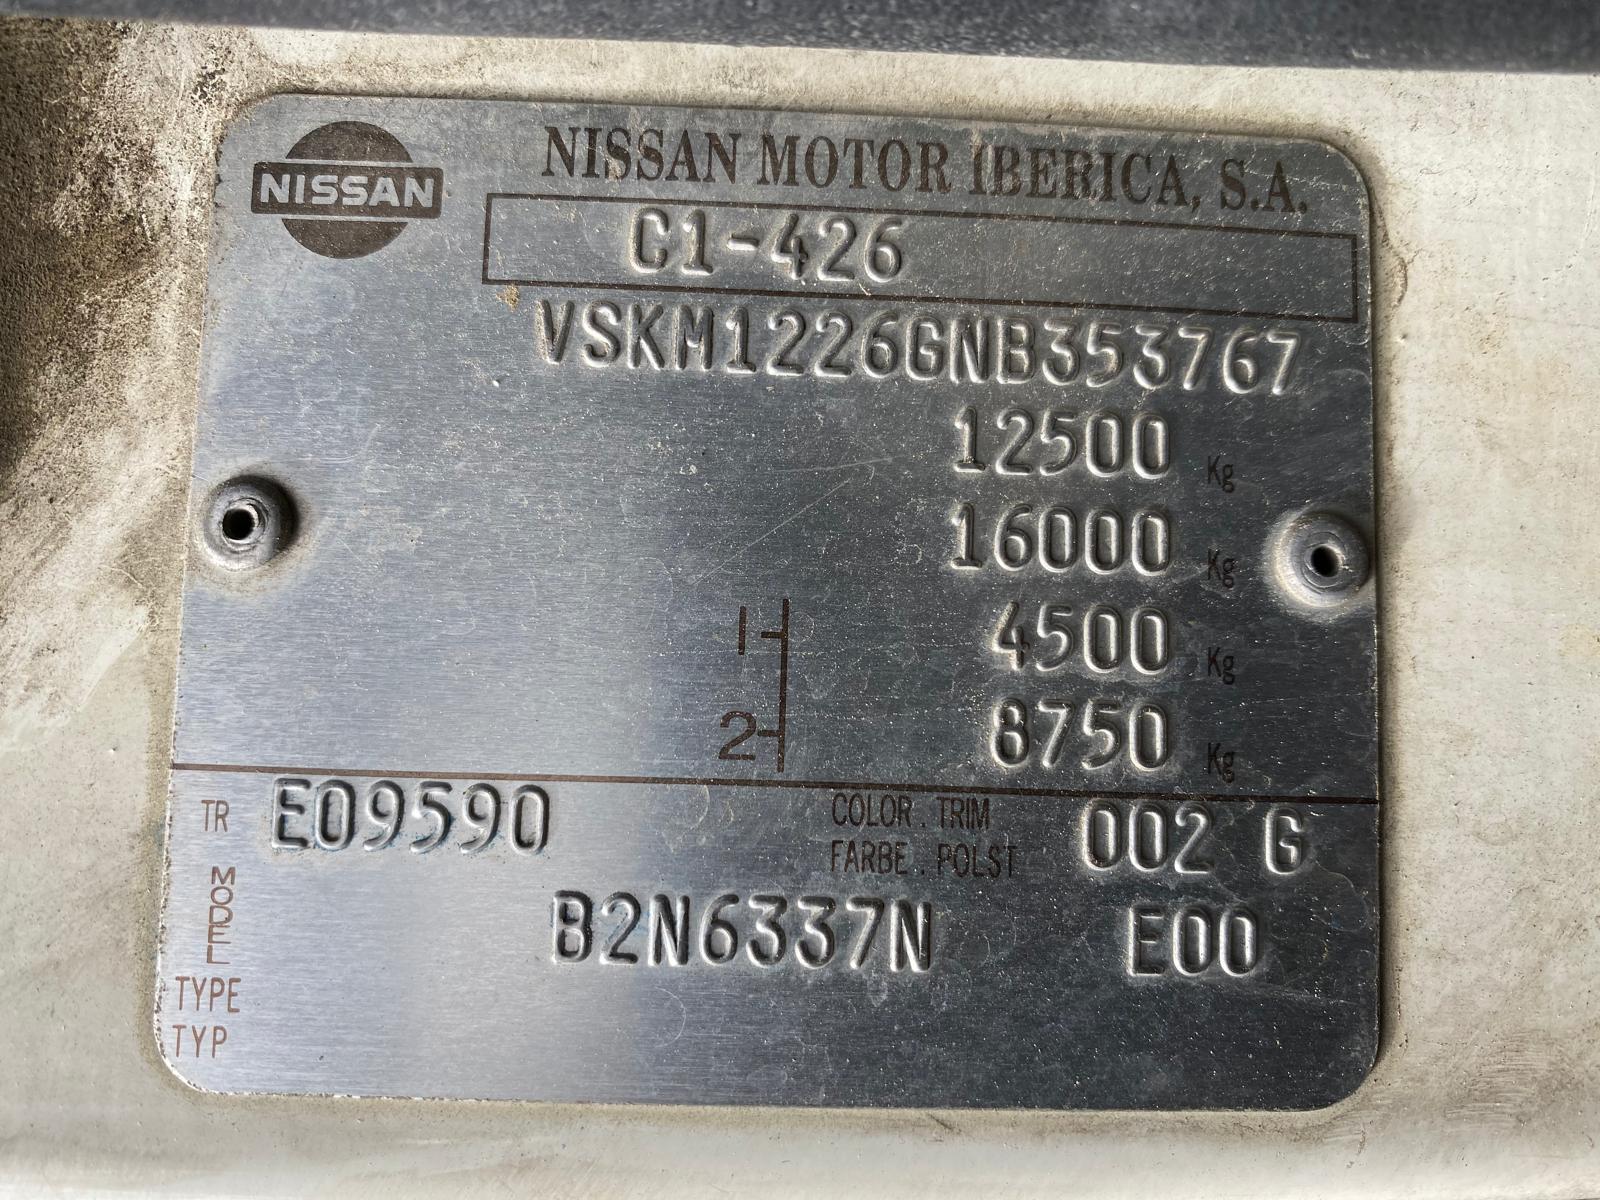 NISSAN
NISSAN MOTOR IBERICA, S.A.
C1-426
VSKM1226GNB353767
12500 Kg
16000 Kg
1 4500 Kg
2 8750 Kg
TR E09590 COLOR . TRIM 002 G
FARBE . POLST
MODEL B2N6337N E00
TYPE
TYP